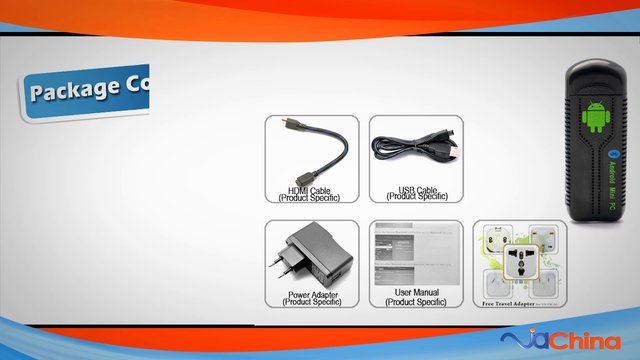 Package Co
HDMI Cable
(Product Specific)
USB Cable
(Product Specific)
Android Mini PC
Power Adapter
(Product Specific)
User Manual
(Product Specific)
Free Travel Adapter
China